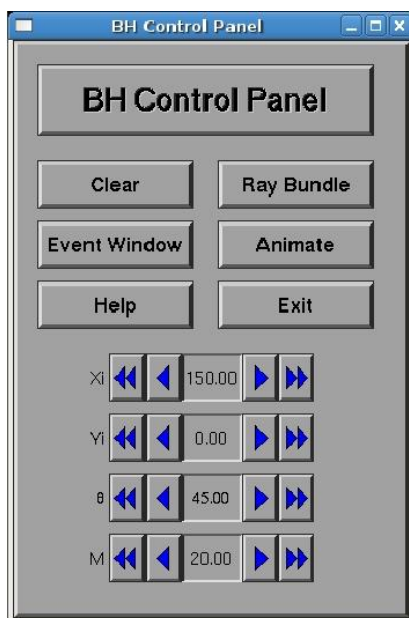 BH Control Panel
BH Control Panel
Clear Ray Bundle
Event Window Animate
Help Exit
Xi 150.00
Yi 0.00
θ 45.00
M 20.00